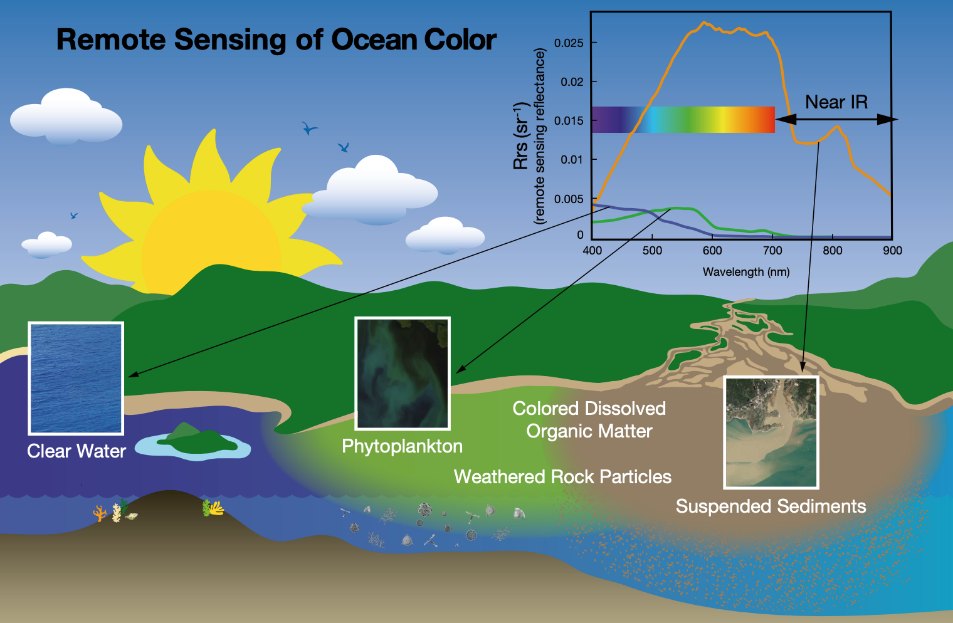 Remote Sensing of Ocean Color
Rrs (sr⁻¹)
(remote sensing reflectance)
0.025
0.02
0.015
0.01
0.005
0
Near IR
400 500 600 700 800 900
Wavelength (nm)
Clear Water
Phytoplankton
Colored Dissolved
Organic Matter
Weathered Rock Particles
Suspended Sediments